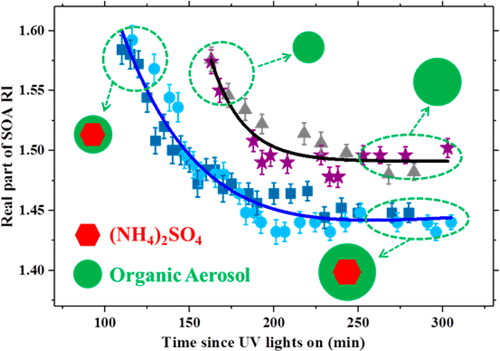 Real part of SOA RI
1.60
1.55
1.50
1.45
1.40
(NH4)₂SO₄
Organic Aerosol
100
150
200
250
300
Time since UV lights on (min)